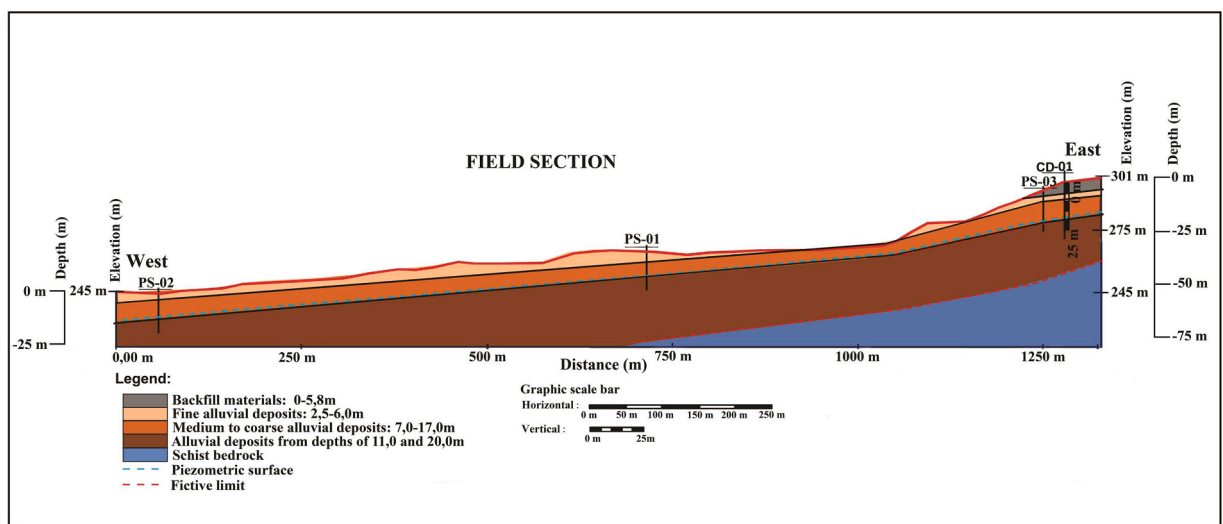 FIELD SECTION
West
East
PS-02
PS-01
PS-03
CD-01
Depth (m)
Elevation (m)
0 m
245 m
-25 m
Elevation (m)
Depth (m)
301 m
275 m
245 m
0 m
-25 m
-50 m
-75 m
0 m
25 m
0,00 m
250 m
500 m
750 m
1000 m
1250 m
Distance (m)
Legend:
Backfill materials: 0-5,8m
Fine alluvial deposits: 2,5-6,0m
Medium to coarse alluvial deposits: 7,0-17,0m
Alluvial deposits from depths of 11,0 and 20,0m
Schist bedrock
Piezometric surface
Fictive limit
Graphic scale bar
Horizontal :
0 m 50 m 100 m 150 m 200 m 250 m
Vertical :
0 m 25m